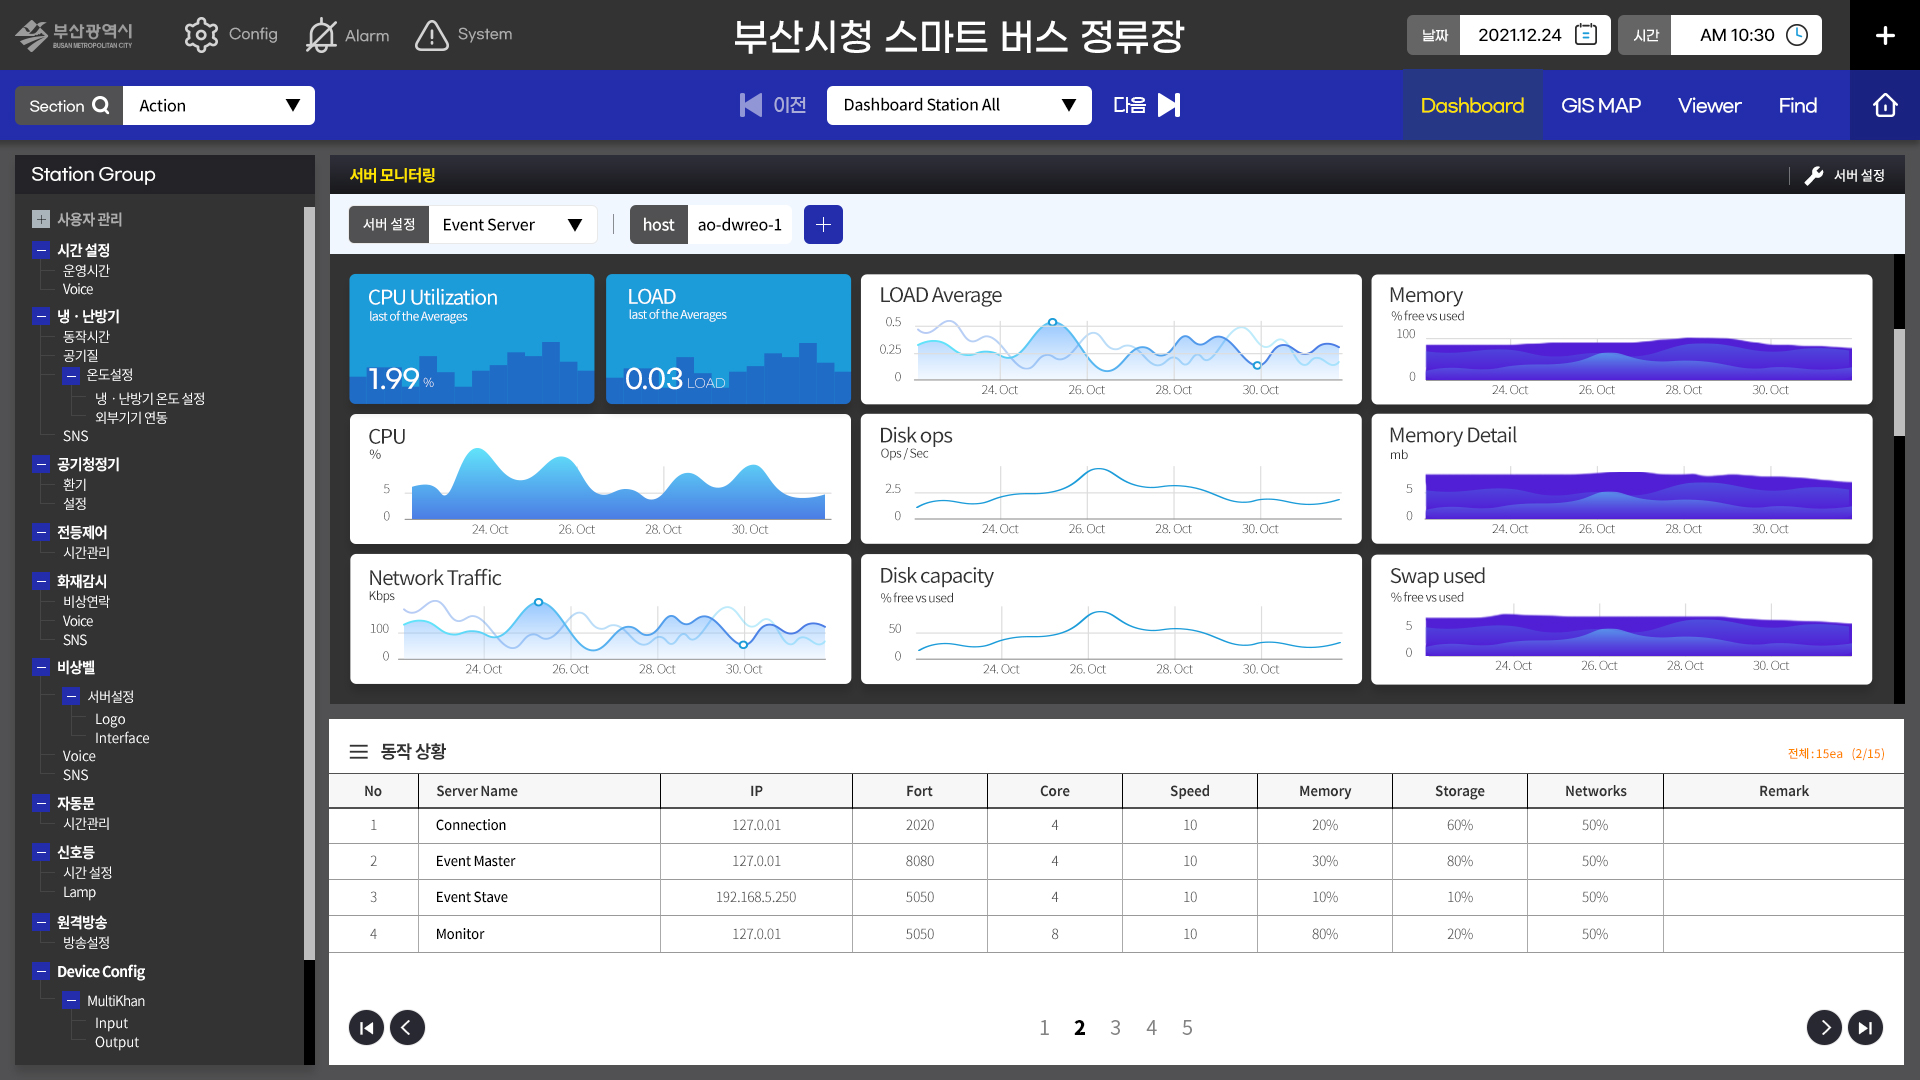 부산광역시
BUSAN METROPOLITAN CITY
Config
Alarm
System
부산시청 스마트 버스 정류장
날짜
2021.12.24
시간
AM 10:30
Section
Action
이전
Dashboard Station All
다음
Dashboard
GIS MAP
Viewer
Find
Station Group
사용자 관리
시간 설정
운영시간
Voice
냉 · 난방기
동작시간
공기질
온도설정
냉 · 난방기 온도 설정
외부기기 연동
SNS
공기청정기
환기
설정
전등제어
시간관리
화재감시
비상연락
Voice
SNS
비상벨
서버설정
Logo
Interface
Voice
SNS
자동문
시간관리
신호등
시간 설정
Lamp
원격방송
방송설정
Device Config
MultiKhan
Input
Output
서버 모니터링
서버 설정
서버 설정
Event Server
host
ao-dwreo-1
CPU Utilization
last of the Averages
1.99 %
LOAD
last of the Averages
0.03 LOAD
LOAD Average
0.5
0.25
0
24. Oct 26. Oct 28. Oct 30. Oct
Memory
% free vs used
100
0
24. Oct 26. Oct 28. Oct 30. Oct
CPU
%
5
0
24. Oct 26. Oct 28. Oct 30. Oct
Disk ops
Ops / Sec
2.5
0
24. Oct 26. Oct 28. Oct 30. Oct
Memory Detail
mb
5
0
24. Oct 26. Oct 28. Oct 30. Oct
Network Traffic
Kbps
100
0
24. Oct 26. Oct 28. Oct 30. Oct
Disk capacity
% free vs used
50
0
24. Oct 26. Oct 28. Oct 30. Oct
Swap used
% free vs used
5
0
24. Oct 26. Oct 28. Oct 30. Oct
동작 상황
전체 : 15ea (2/15)
No Server Name IP Fort Core Speed Memory Storage Networks Remark
1 Connection 127.0.01 2020 4 10 20% 60% 50%
2 Event Master 127.0.01 8080 4 10 30% 80% 50%
3 Event Stave 192.168.5.250 5050 4 10 10% 10% 50%
4 Monitor 127.0.01 5050 8 10 80% 20% 50%
1 2 3 4 5